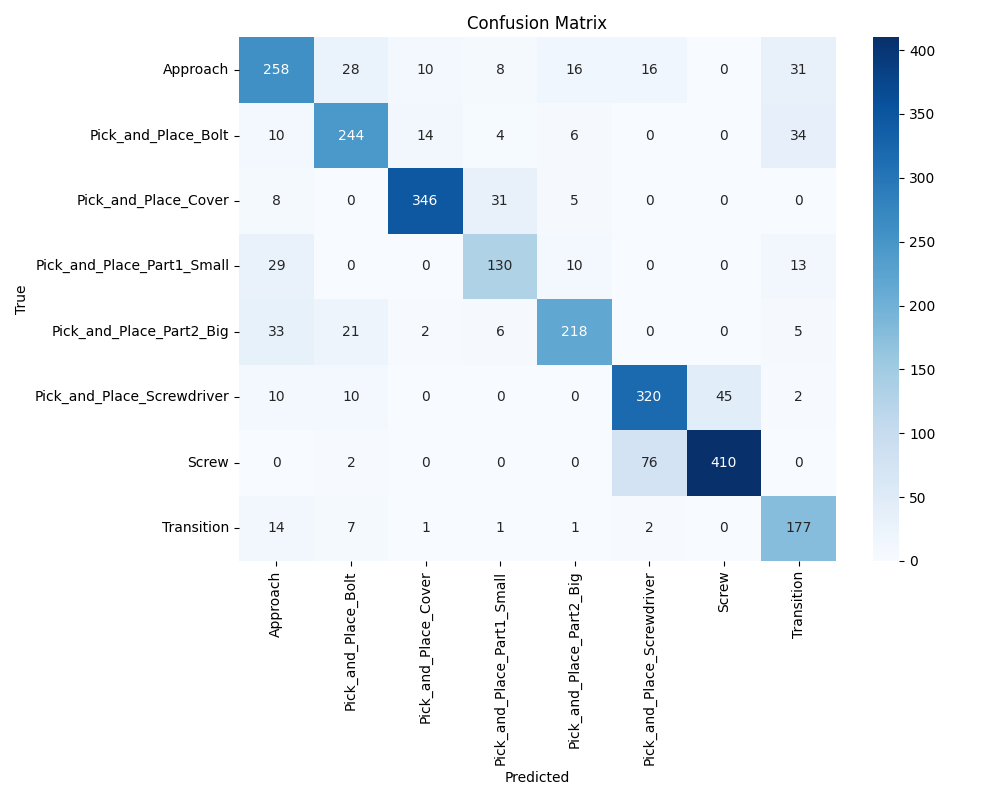 Confusion Matrix
True
Approach 258 28 10 8 16 16 0 31
Pick_and_Place_Bolt 10 244 14 4 6 0 0 34
Pick_and_Place_Cover 8 0 346 31 5 0 0 0
Pick_and_Place_Part1_Small 29 0 0 130 10 0 0 13
Pick_and_Place_Part2_Big 33 21 2 6 218 0 0 5
Pick_and_Place_Screwdriver 10 10 0 0 0 320 45 2
Screw 0 2 0 0 0 76 410 0
Transition 14 7 1 1 1 2 0 177
Approach
Pick_and_Place_Bolt
Pick_and_Place_Cover
Pick_and_Place_Part1_Small
Pick_and_Place_Part2_Big
Pick_and_Place_Screwdriver
Screw
Transition
Predicted
400
350
300
250
200
150
100
50
0